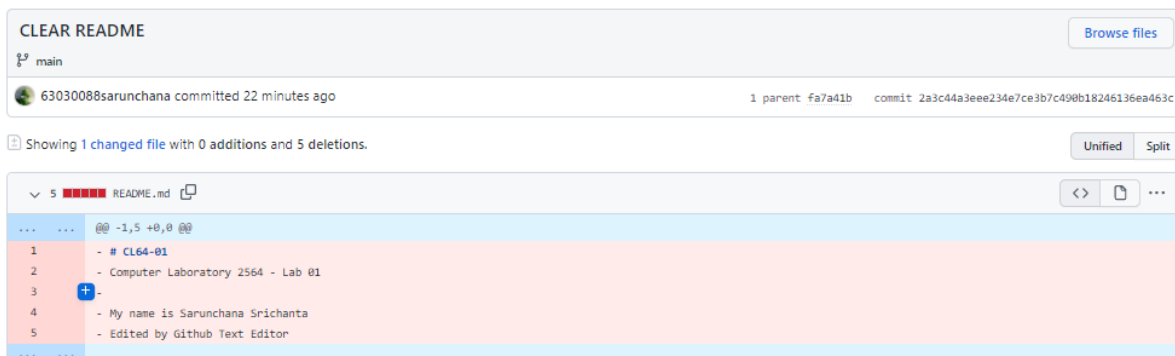 CLEAR README
Browse files
main
63030088sarunchana committed 22 minutes ago
1 parent fa7a41b commit 2a3c44a3eee234e7ce3b7c490b18246136ea463c
Showing 1 changed file with 0 additions and 5 deletions.
Unified Split
5 README.md <> ...
... ... @@ -1,5 +0,0 @@
1 - # CL64-01
2 - Computer Laboratory 2564 - Lab 01
3 + -
4 - My name is Sarunchana Srichanta
5 - Edited by Github Text Editor
... ...